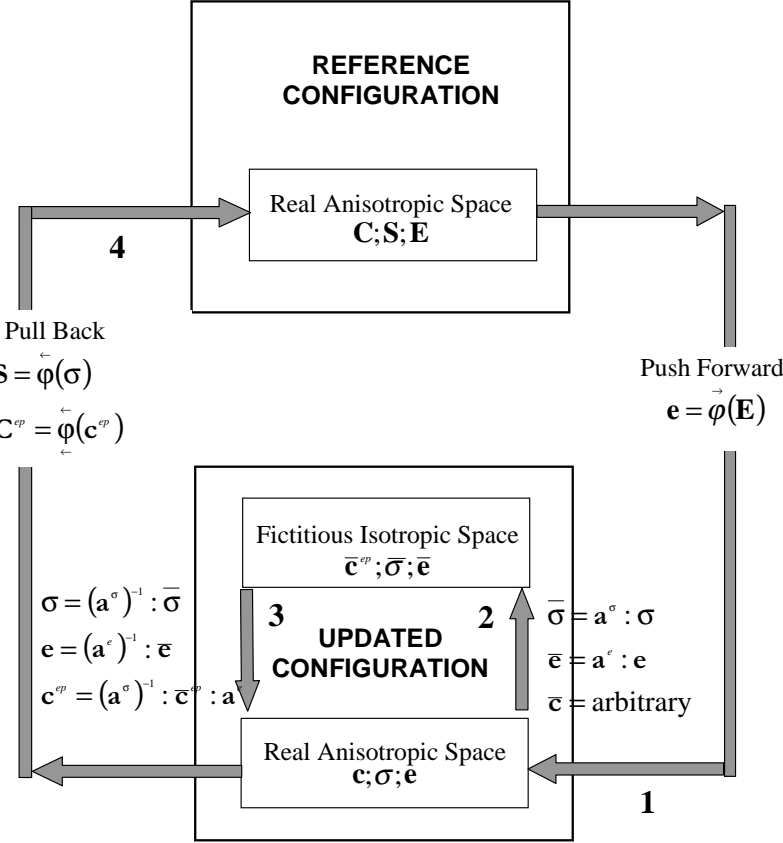 REFERENCE
CONFIGURATION
Real Anisotropic Space
C;S;E
4
Pull Back
S = φ⃖(σ)
C^ep = φ⃖(c^ep)
Push Forward
e = φ⃗(E)
Fictitious Isotropic Space
c̅^ep;σ̅;e̅
σ = (a^σ)^-1 : σ̅
e = (a^e)^-1 : e̅
c^ep = (a^σ)^-1 : c̅^ep : a^e
3
UPDATED
CONFIGURATION
2
σ̅ = a^σ : σ
e̅ = a^e : e
c̅ = arbitrary
Real Anisotropic Space
c;σ;e
1